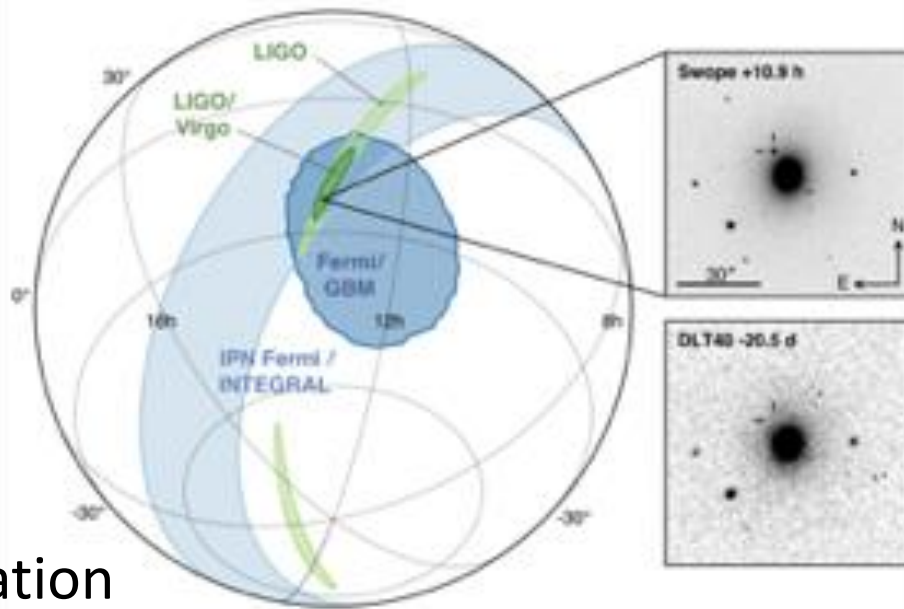 LIGO
30°
LIGO/
Virgo
Swope +10.9 h
N
30"
E
Fermi/
GBM
0°
16h
12h
8h
DLT40 -20.5 d
IPN Fermi /
INTEGRAL
-30°
-30°
ation